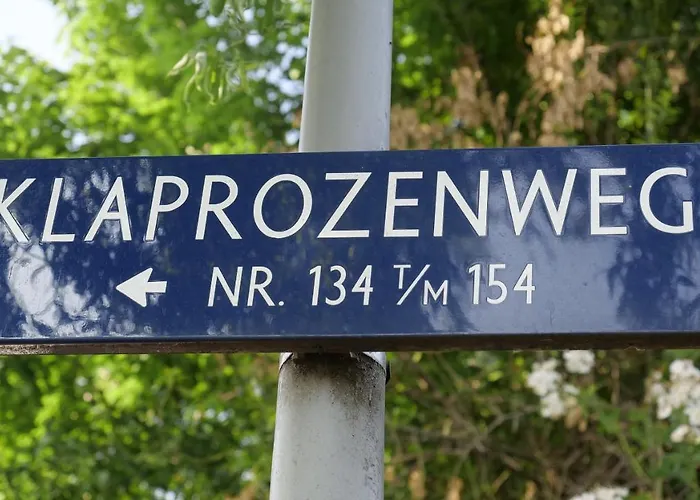 KLAPROZENWEG
← NR. 134 T/M 154